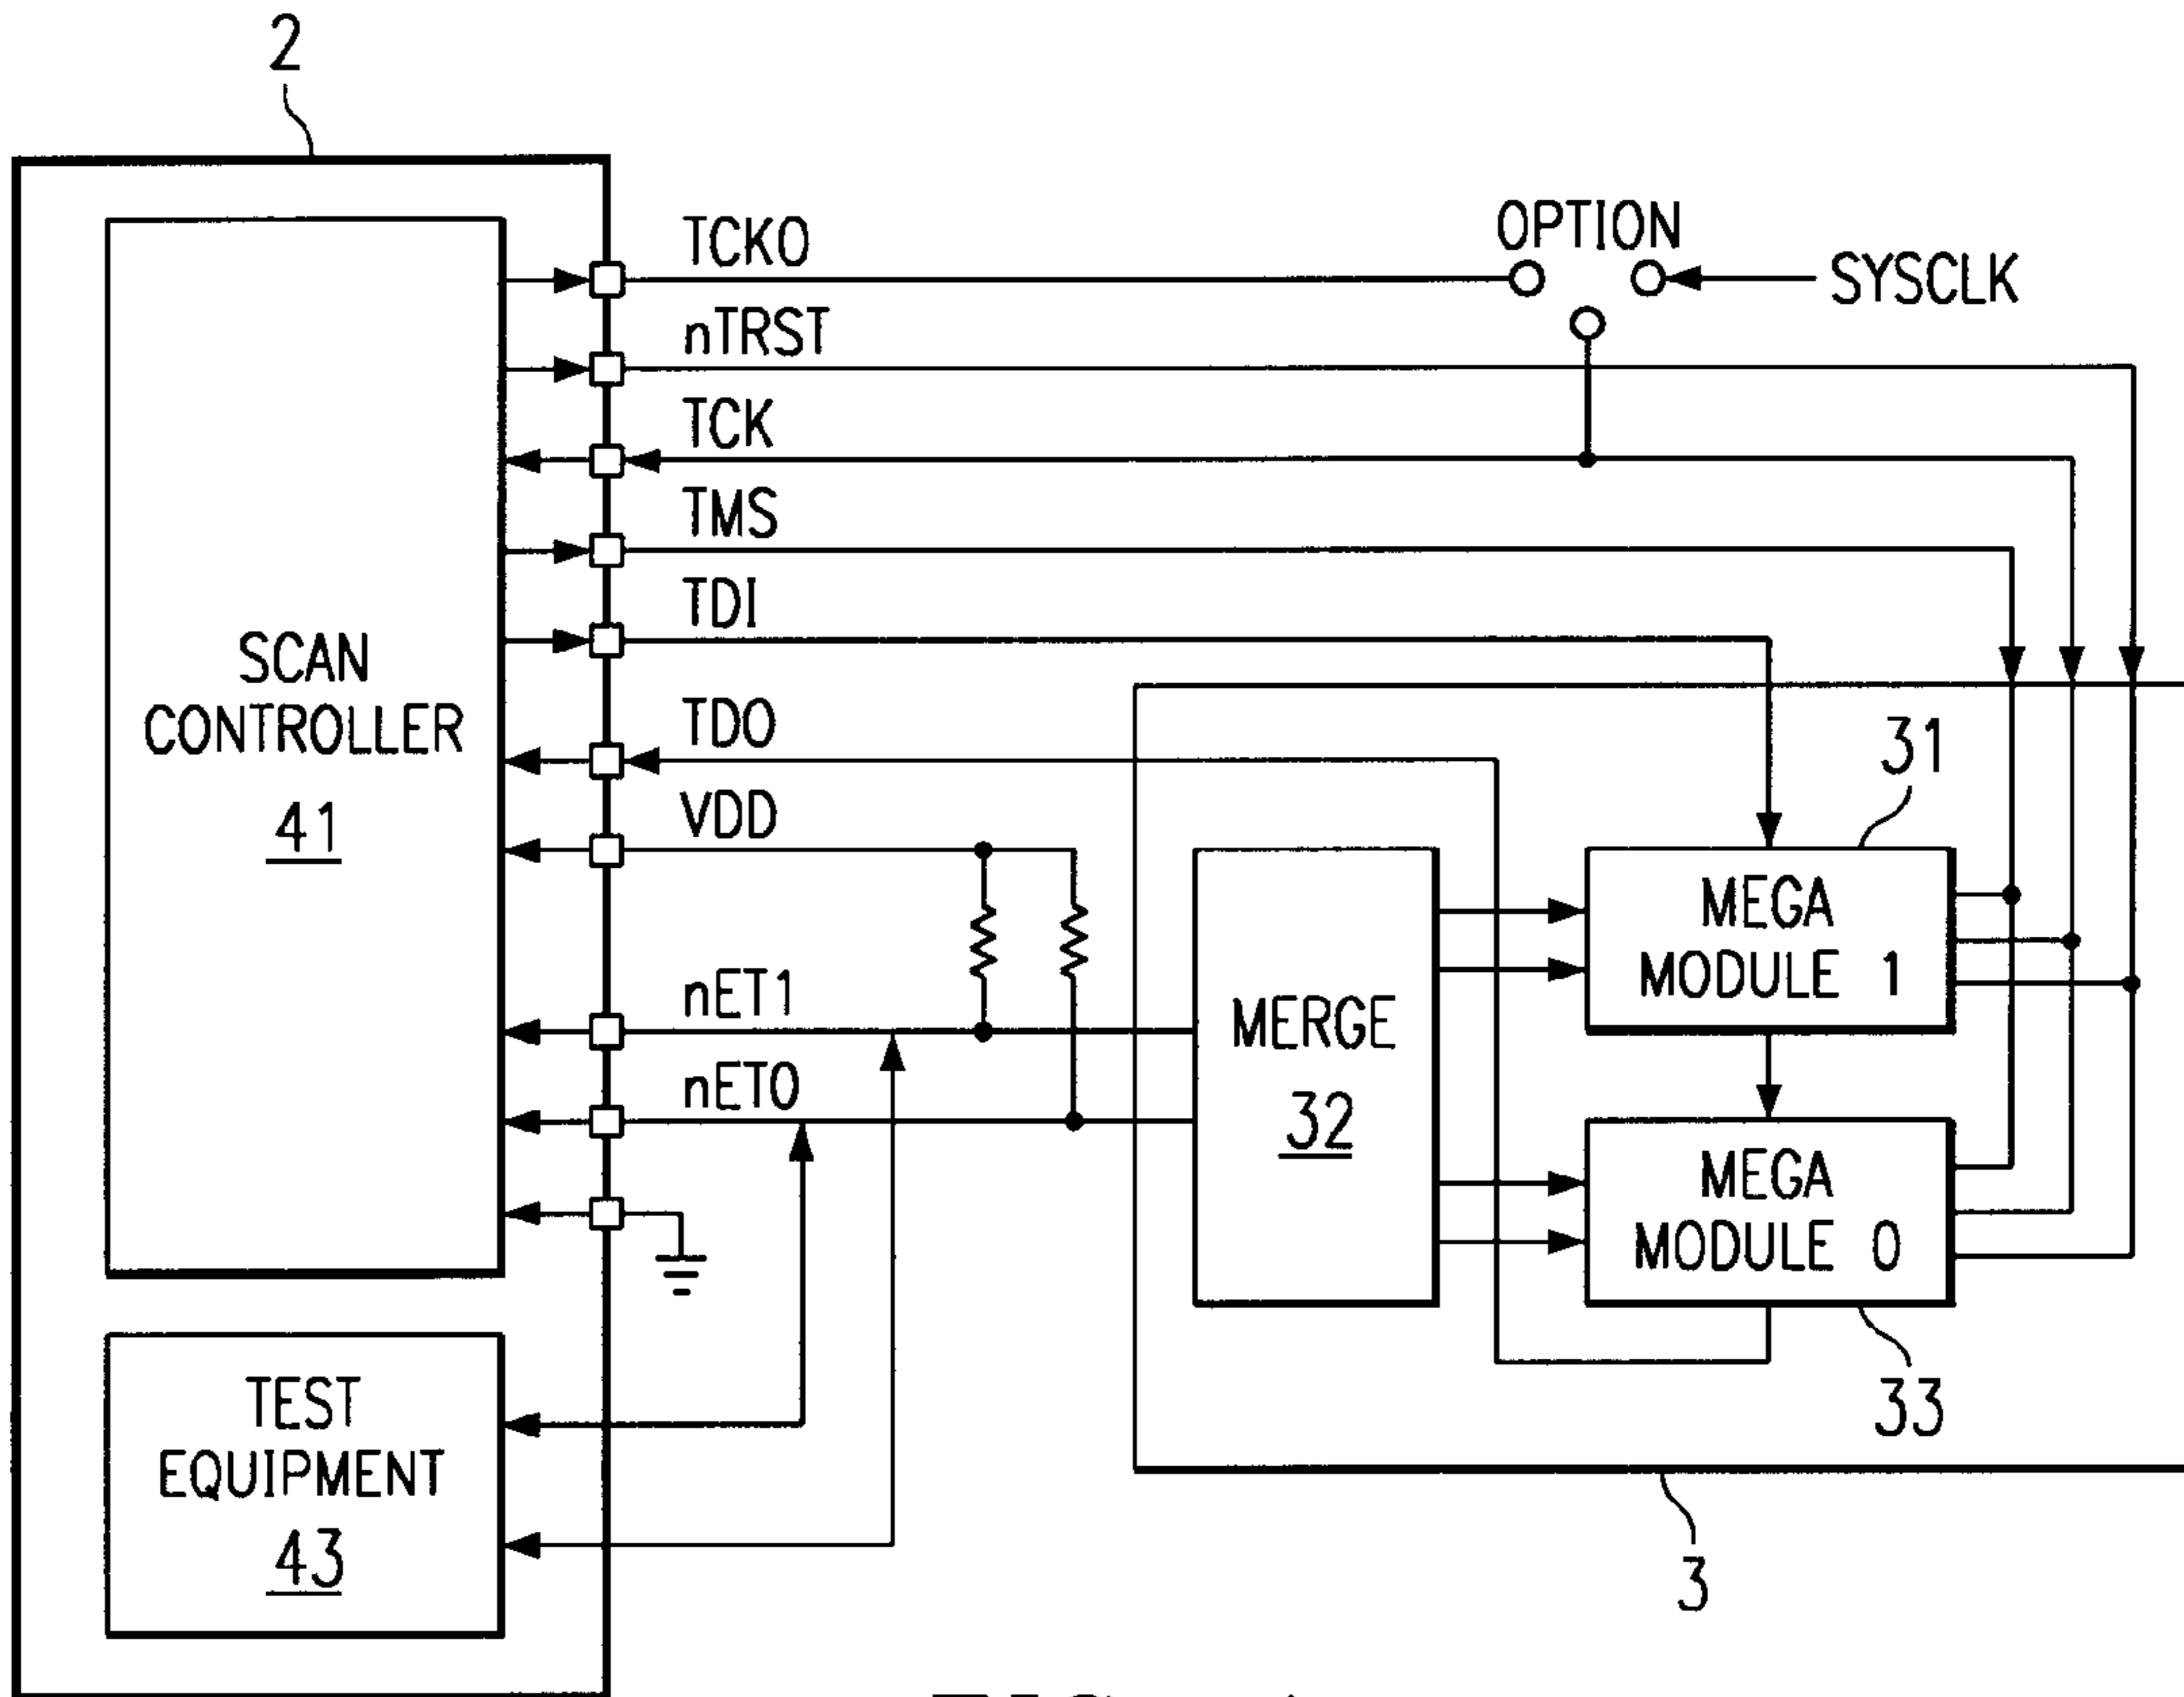 2
TCKO
OPTION
SYSCLK
nTRST
TCK
TMS
TDI
SCAN
CONTROLLER
41
TDO
VDD
31
MEGA
MODULE 1
nET1
MERGE
32
nET0
MEGA
MODULE 0
33
TEST
EQUIPMENT
43
3